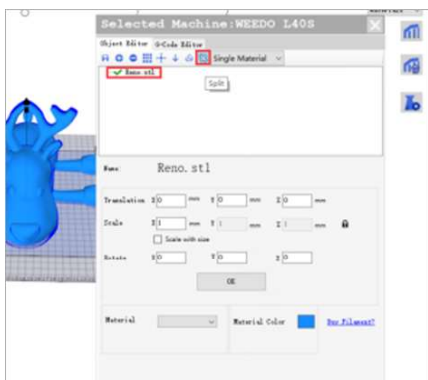 Selected Machine:WEEDO L40S
Object Editor G-Code Editor
Single Material
Reno.stl
Split
Name: Reno.stl
Translation X 0 mm Y 0 mm Z 0 mm
Scale X 1 mm Y 1 mm Z 1 mm
Scale with size
Rotate X 0 Y 0 Z 0
OK
Material
Material Color
Buy Filament?